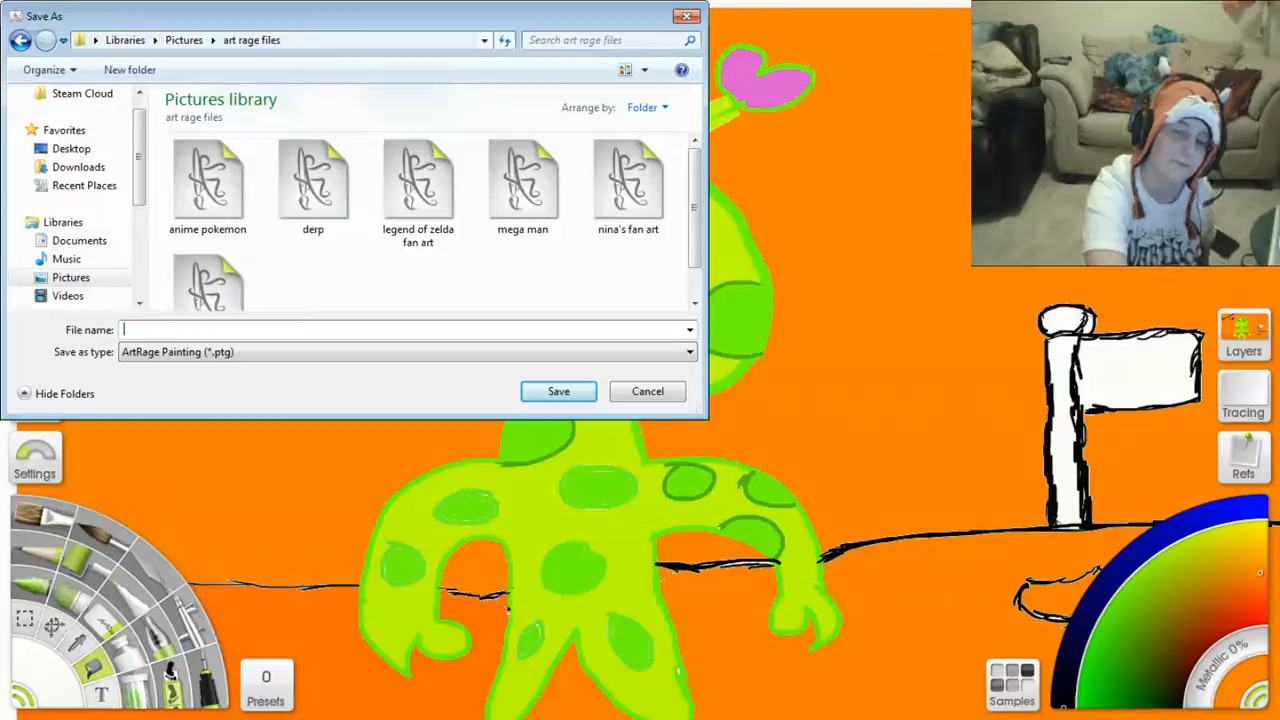 Save As
Libraries
Pictures
art rage files
Search art rage files
Organize
New folder
Steam Cloud
Favorites
Desktop
Downloads
Recent Places
Libraries
Documents
Music
Pictures
Videos
Pictures library
art rage files
Arrange by:
Folder
anime pokemon
derp
legend of zelda
fan art
mega man
nina's fan art
File name:
Save as type:
ArtRage Painting (*.ptg)
Hide Folders
Save
Cancel
Layers
Tracing
Refs
Settings
T
0
Presets
Samples
Metallic 0%